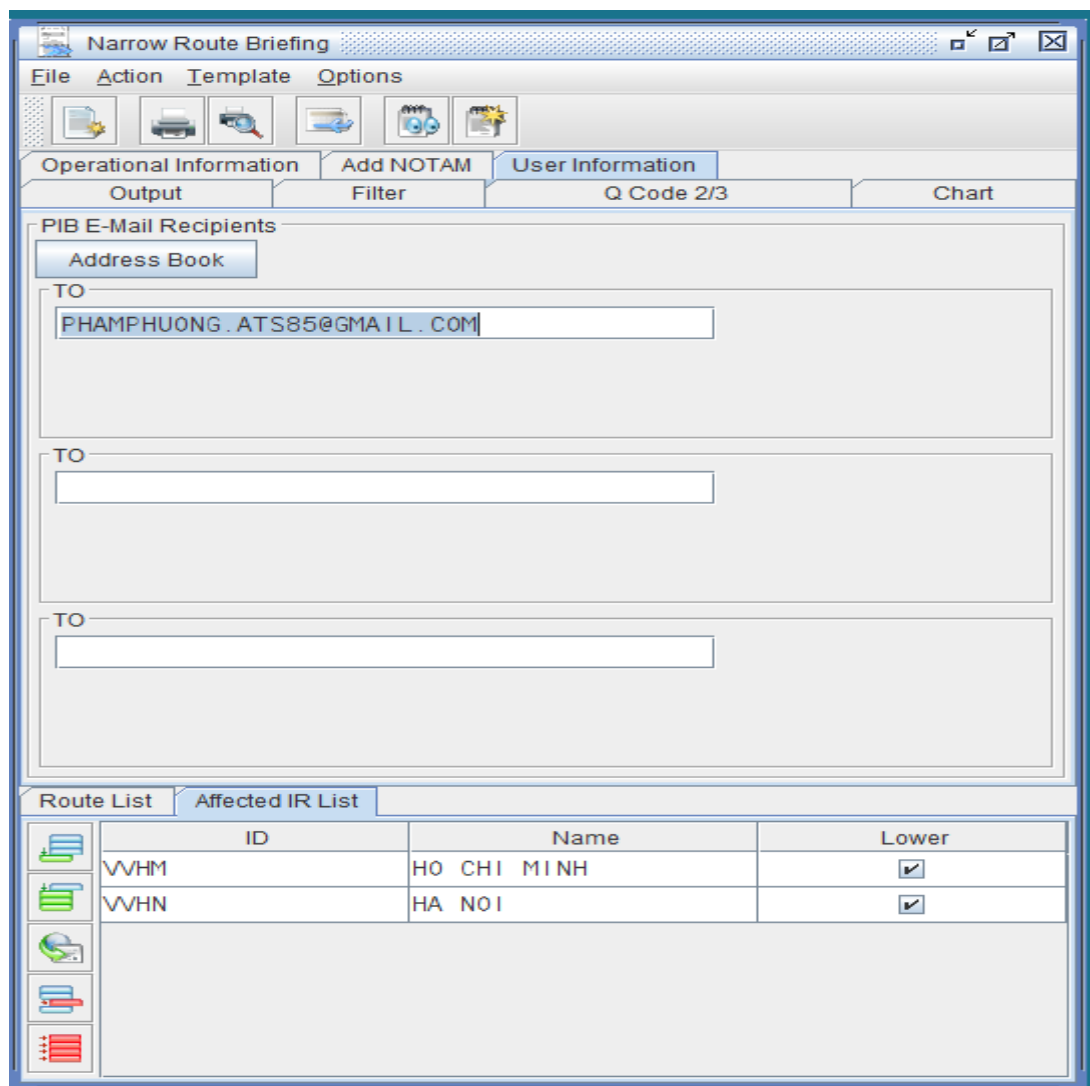 Narrow Route Briefing
File Action Template Options
Operational Information Add NOTAM User Information
Output Filter Q Code 2/3 Chart
PIB E-Mail Recipients
Address Book
TO
PHAMPHUONG.ATS85@GMAIL.COM
TO
TO
Route List Affected IR List
ID Name Lower
VVHM HO CHI MINH
VVHN HA NOI